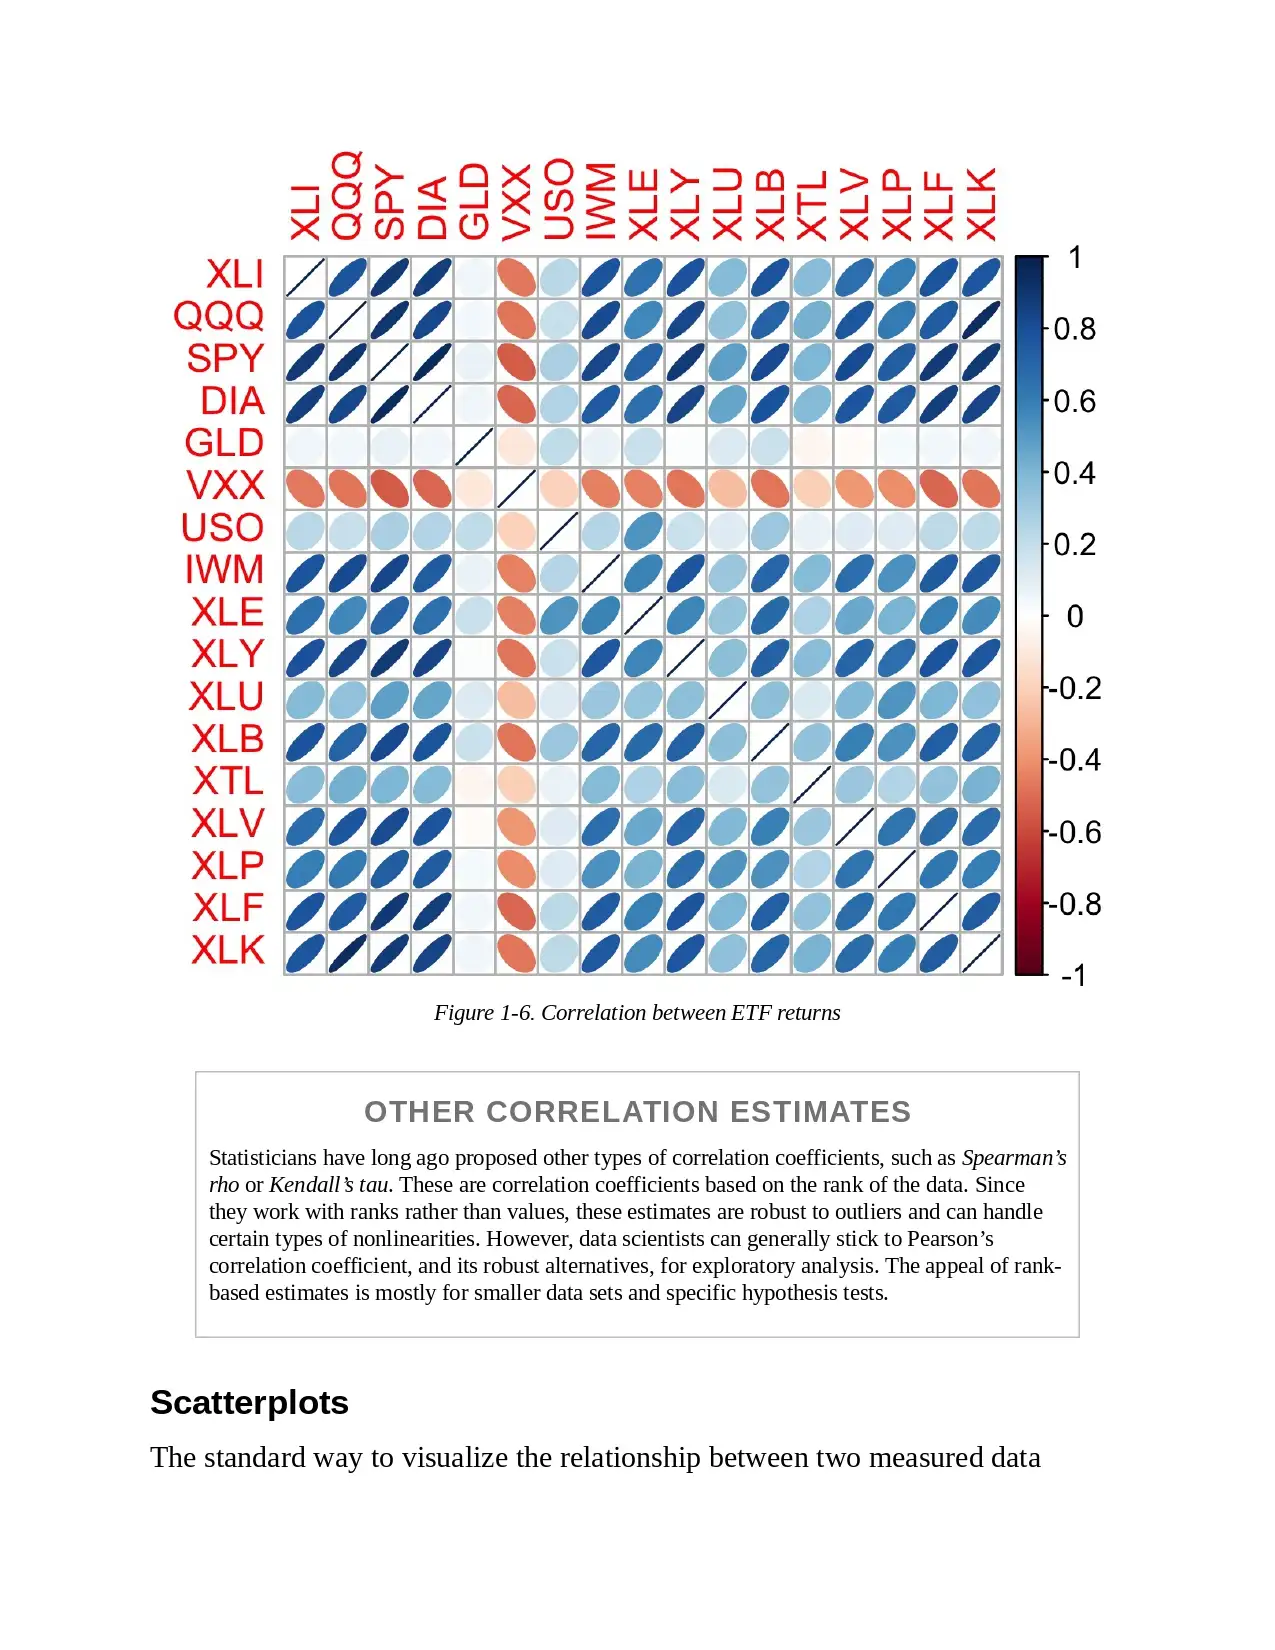 XLI QQQ SPY DIA GLD VXX USO IWM XLE XLY XLU XLB XTL XLV XLP XLF XLK
XLI
QQQ
SPY
DIA
GLD
VXX
USO
IWM
XLE
XLY
XLU
XLB
XTL
XLV
XLP
XLF
XLK
1
0.8
0.6
0.4
0.2
0
-0.2
-0.4
-0.6
-0.8
-1
Figure 1-6. Correlation between ETF returns
OTHER CORRELATION ESTIMATES
Statisticians have long ago proposed other types of correlation coefficients, such as Spearman’s
rho or Kendall’s tau. These are correlation coefficients based on the rank of the data. Since
they work with ranks rather than values, these estimates are robust to outliers and can handle
certain types of nonlinearities. However, data scientists can generally stick to Pearson’s
correlation coefficient, and its robust alternatives, for exploratory analysis. The appeal of rank-
based estimates is mostly for smaller data sets and specific hypothesis tests.
Scatterplots
The standard way to visualize the relationship between two measured data